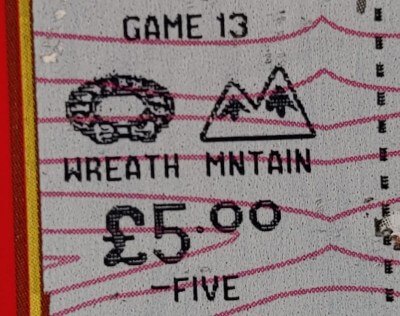 GAME 13
WREATH MNTAIN
£5.00
-FIVE